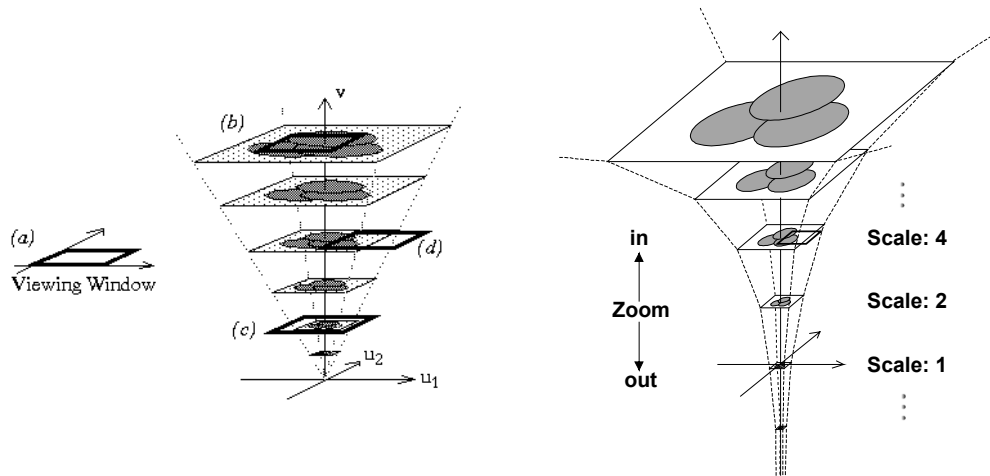 v
(b)
(a)
Viewing Window
(d)
(c)
u2
u1
in
Zoom
out
Scale: 4
Scale: 2
Scale: 1